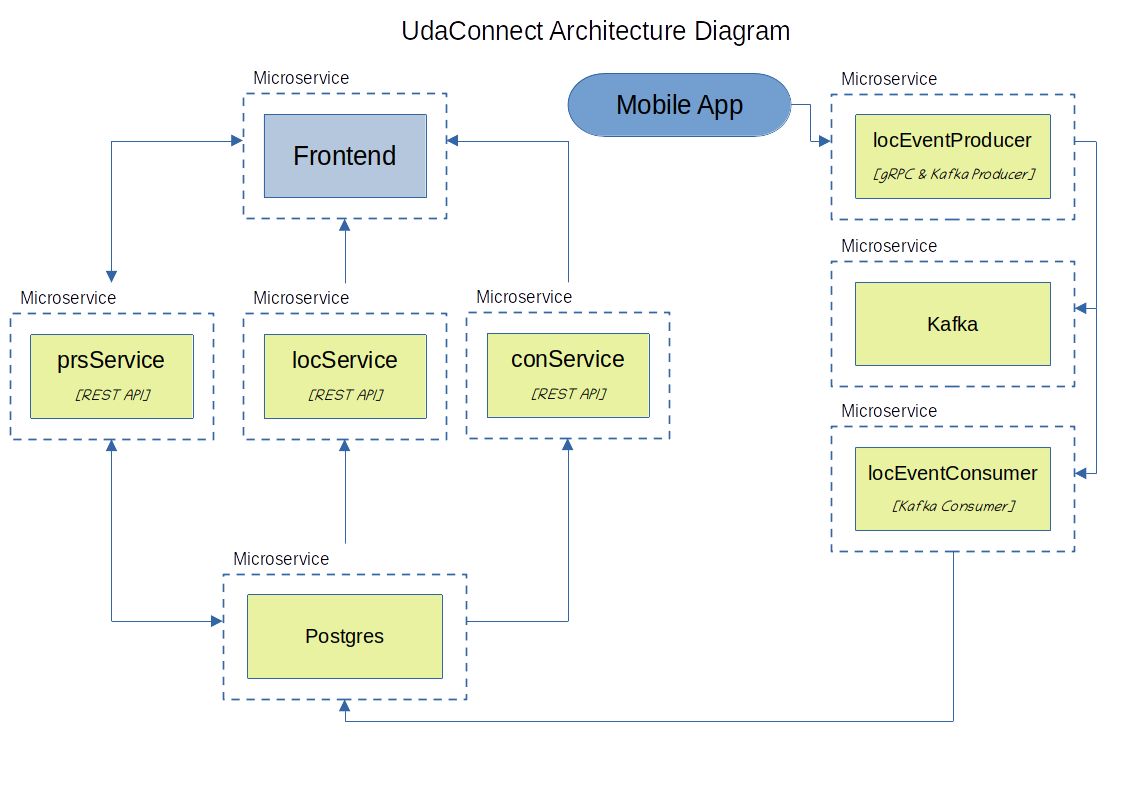 UdaConnect Architecture Diagram
Microservice
Frontend
Mobile App
Microservice
locEventProducer
[gRPC & Kafka Producer]
Microservice
Kafka
Microservice
prsService
[REST API]
Microservice
locService
[REST API]
Microservice
conService
[REST API]
Microservice
locEventConsumer
[Kafka Consumer]
Microservice
Postgres